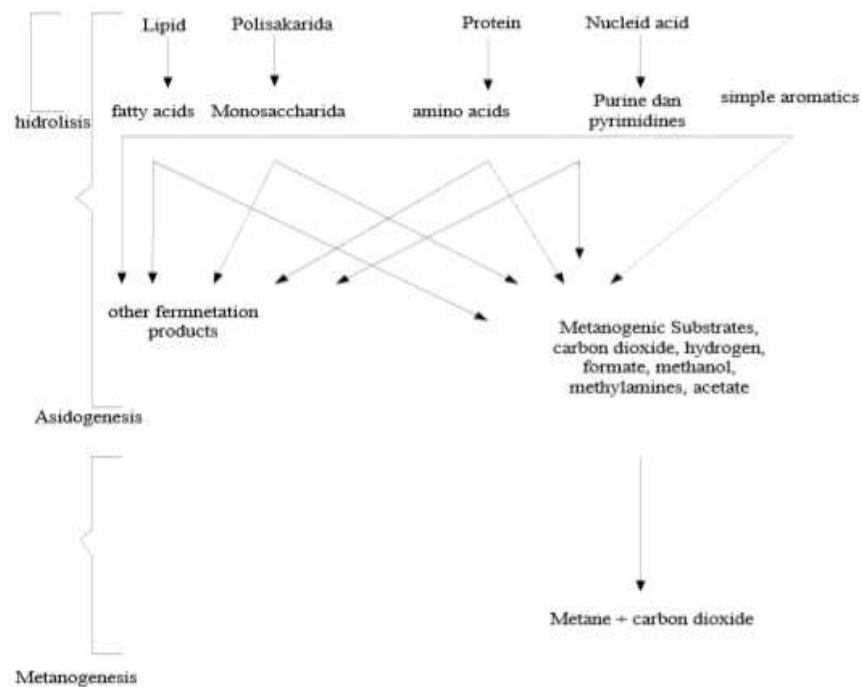 Lipid
Polisakarida
Protein
Nucleid acid
hidrolisis
fatty acids
Monosaccharida
amino acids
Purine dan
pyrimidines
simple aromatics
other fermnetation
products
Metanogenic Substrates,
carbon dioxide, hydrogen,
formate, methanol,
methylamines, acetate
Asidogenesis
Metane + carbon dioxide
Metanogenesis